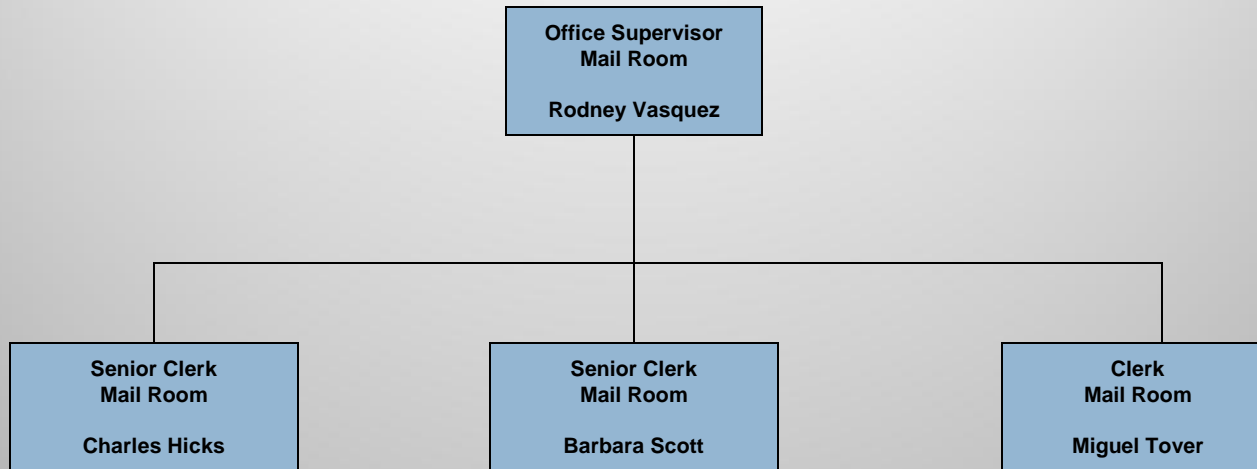 Office Supervisor
Mail Room
Rodney Vasquez
Senior Clerk
Mail Room
Charles Hicks
Senior Clerk
Mail Room
Barbara Scott
Clerk
Mail Room
Miguel Tover